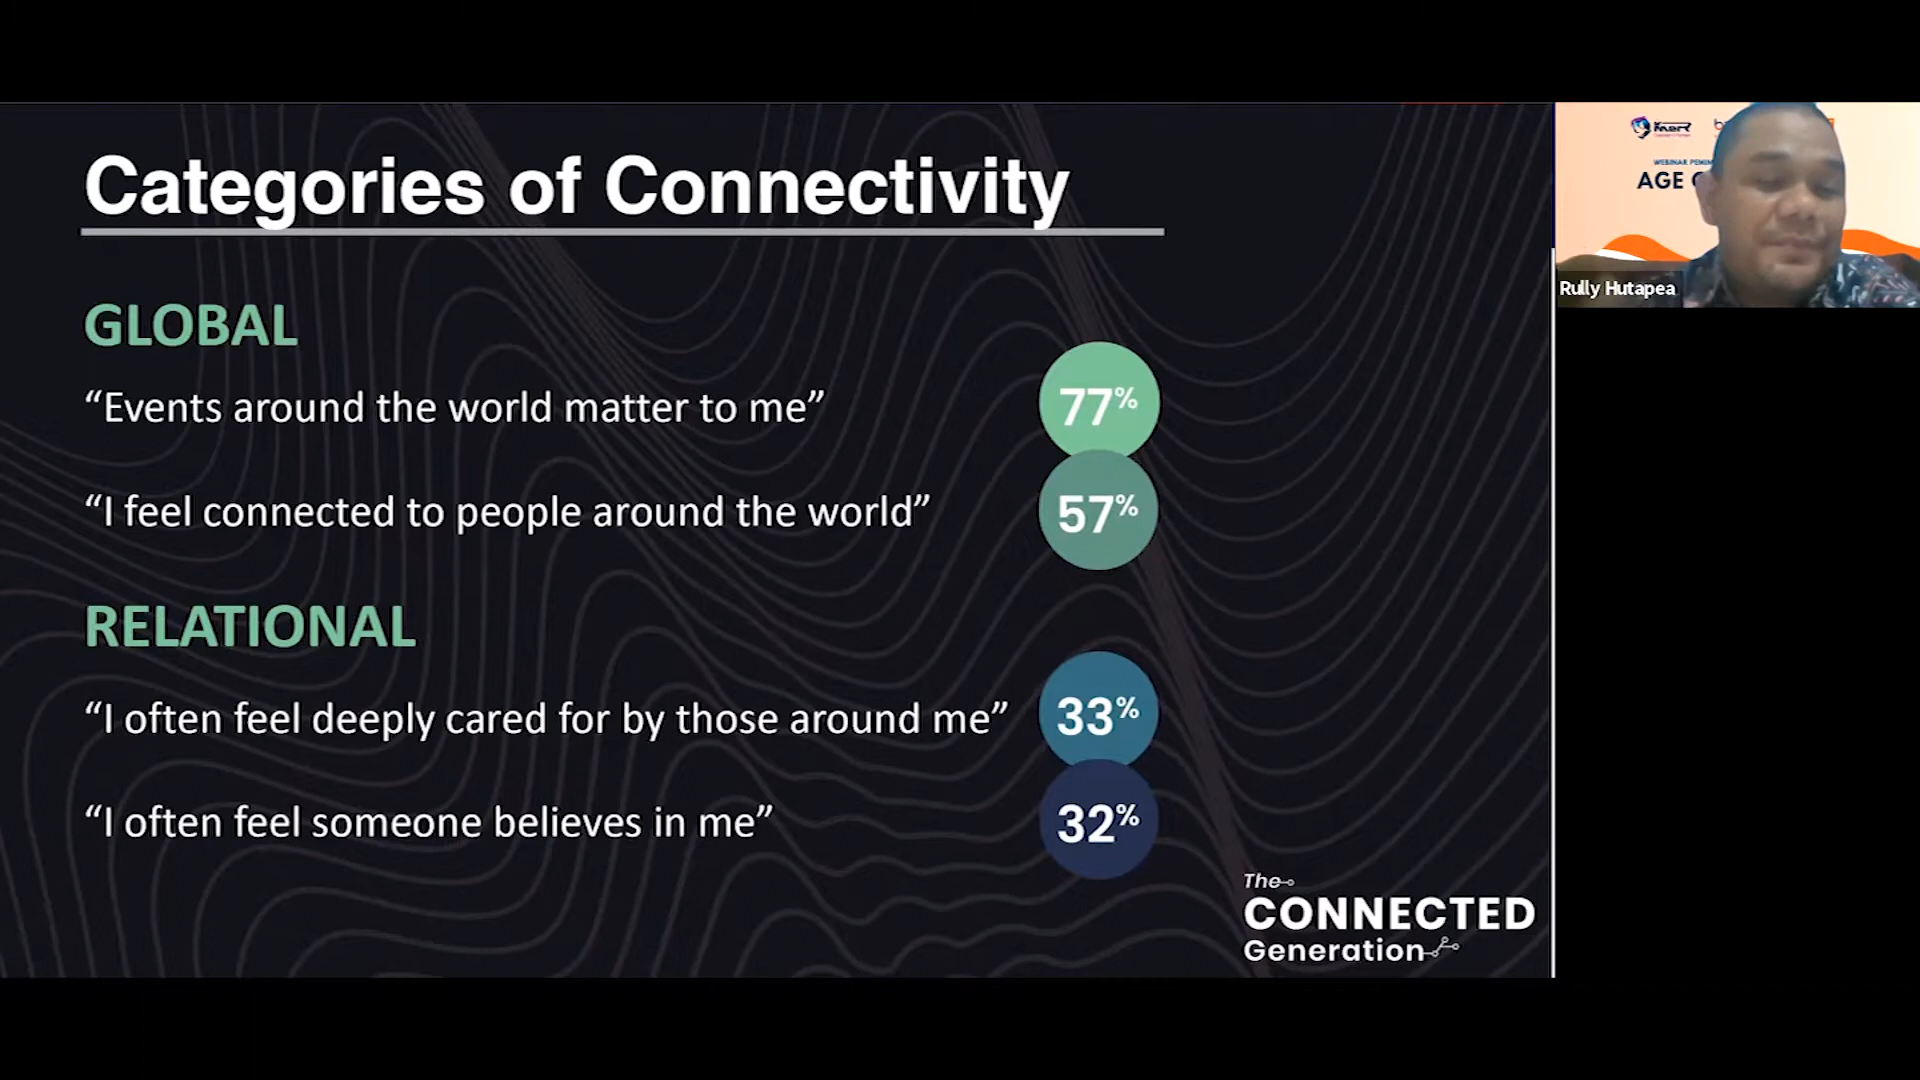 Categories of Connectivity
GLOBAL
“Events around the world matter to me”
77%
“I feel connected to people around the world”
57%
RELATIONAL
“I often feel deeply cared for by those around me”
33%
“I often feel someone believes in me”
32%
The
CONNECTED
Generation
WEBINAR
AGE
Rully Hutapea